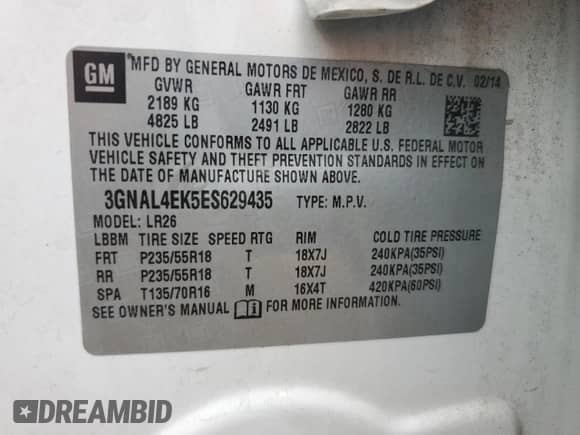 GM
MFD BY GENERAL MOTORS DE MEXICO, S. DE R.L. DE C.V. 02/14
GVWR GAWR FRT GAWR RR
2189 KG 1130 KG 1280 KG
4825 LB 2491 LB 2822 LB
THIS VEHICLE CONFORMS TO ALL APPLICABLE U.S. FEDERAL MOTOR
VEHICLE SAFETY AND THEFT PREVENTION STANDARDS IN EFFECT ON
THE DATE OF MANUFACTURE SHOWN ABOVE.
3GNAL4EK5ES629435 TYPE: M.P.V.
MODEL: LR26
LBBM TIRE SIZE SPEED RTG RIM COLD TIRE PRESSURE
FRT P235/55R18 T 18X7J 240KPA(35PSI)
RR P235/55R18 T 18X7J 240KPA(35PSI)
SPA T135/70R16 M 16X4T 420KPA(60PSI)
SEE OWNER'S MANUAL i FOR MORE INFORMATION.
DREAMBID